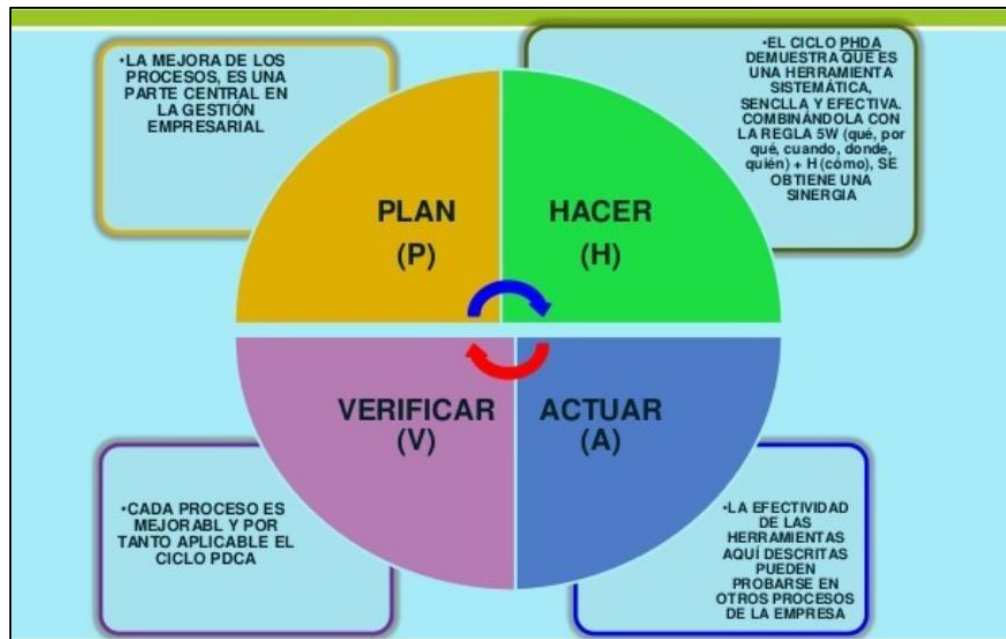 •LA MEJORA DE LOS
PROCESOS, ES UNA
PARTE CENTRAL EN
LA GESTIÓN
EMPRESARIAL
•EL CICLO PHDA
DEMUESTRA QUE ES
UNA HERRAMIENTA
SISTEMÁTICA,
SENCLLA Y EFECTIVA.
COMBINÁNDOLA CON
LA REGLA 5W (qué, por
qué, cuando, donde,
quién) + H (cómo), SE
OBTIENE UNA
SINERGIA
PLAN
(P)
HACER
(H)
VERIFICAR
(V)
ACTUAR
(A)
•CADA PROCESO ES
MEJORABL Y POR
TANTO APLICABLE EL
CICLO PDCA
•LA EFECTIVIDAD
DE LAS
HERRAMIENTAS
AQUÍ DESCRITAS
PUEDEN
PROBARSE EN
OTROS PROCESOS
DE LA EMPRESA